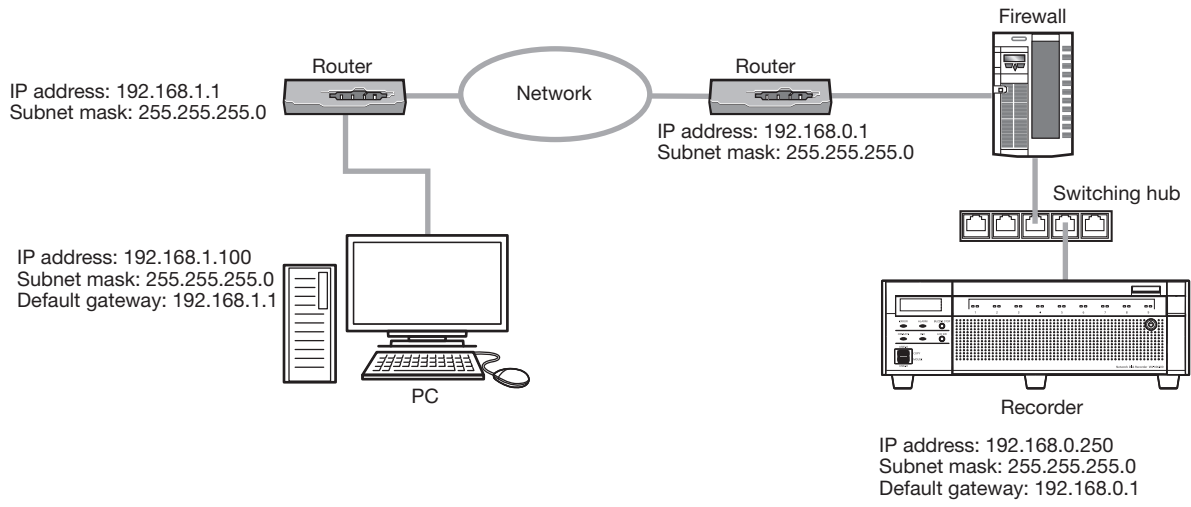 Firewall
Router
IP address: 192.168.1.1
Subnet mask: 255.255.255.0
Network
Router
IP address: 192.168.0.1
Subnet mask: 255.255.255.0
Switching hub
IP address: 192.168.1.100
Subnet mask: 255.255.255.0
Default gateway: 192.168.1.1
PC
Recorder
IP address: 192.168.0.250
Subnet mask: 255.255.255.0
Default gateway: 192.168.0.1